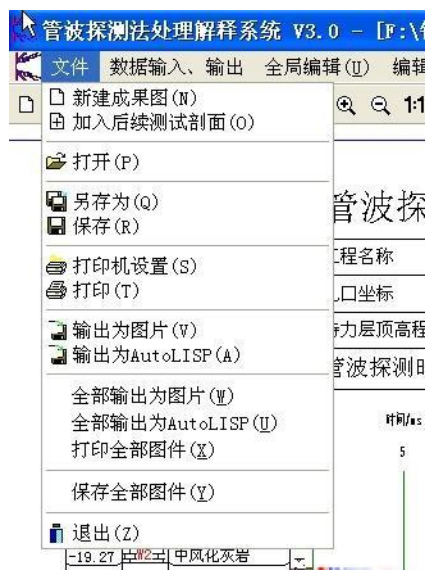 管波探测法处理解释系统 V3.0 - [F:\
文件 数据输入、输出 全局编辑(U) 编辑
1:1
新建成果图(N)
加入后续测试剖面(O)
打开(P)
另存为(Q)
管波探
保存(R)
工程名称
打印机设置(S)
打印(T)
孔口坐标
输出为图片(V)
持力层顶高程
输出为AutoLISP(A)
管波探测时
全部输出为图片(W)
全部输出为AutoLISP(U)
时间/ms
打印全部图件(X)
5
保存全部图件(Y)
退出(Z)
-19.27 中风化灰岩